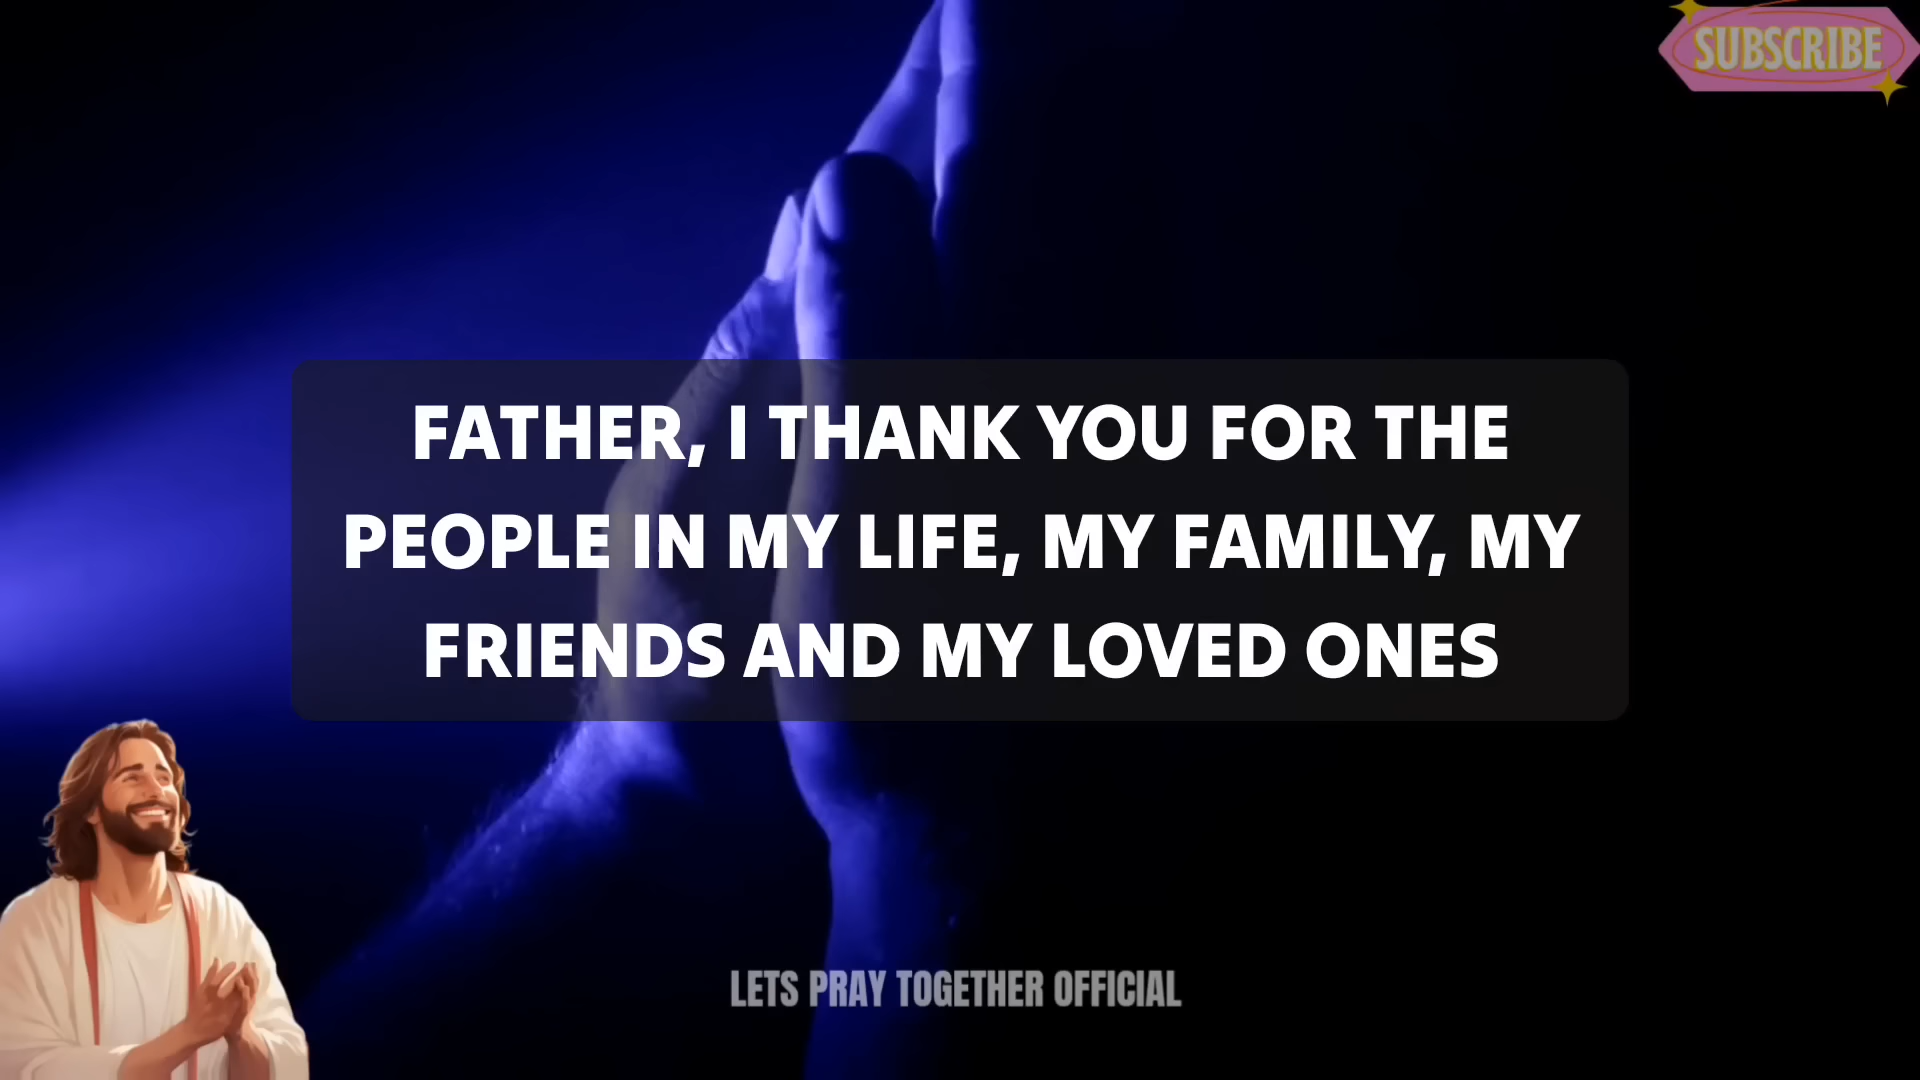 SUBSCRIBE
FATHER, I THANK YOU FOR THE
PEOPLE IN MY LIFE, MY FAMILY, MY
FRIENDS AND MY LOVED ONES
LETS PRAY TOGETHER OFFICIAL